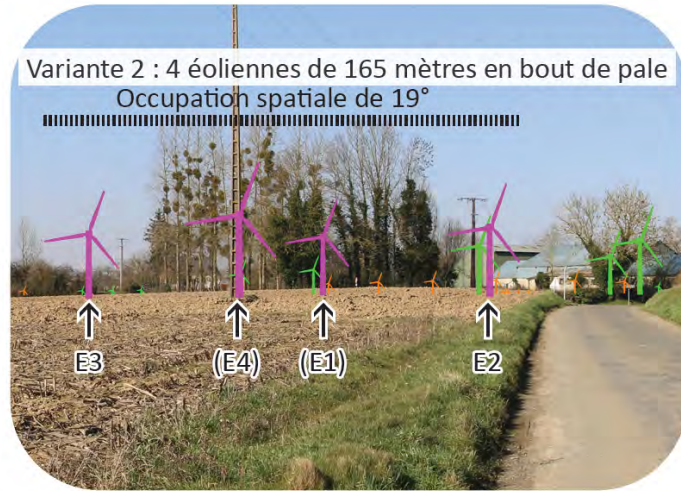 Variante 2 : 4 éoliennes de 165 mètres en bout de pale
Occupation spatiale de 19°
E3 (E4) (E1) E2